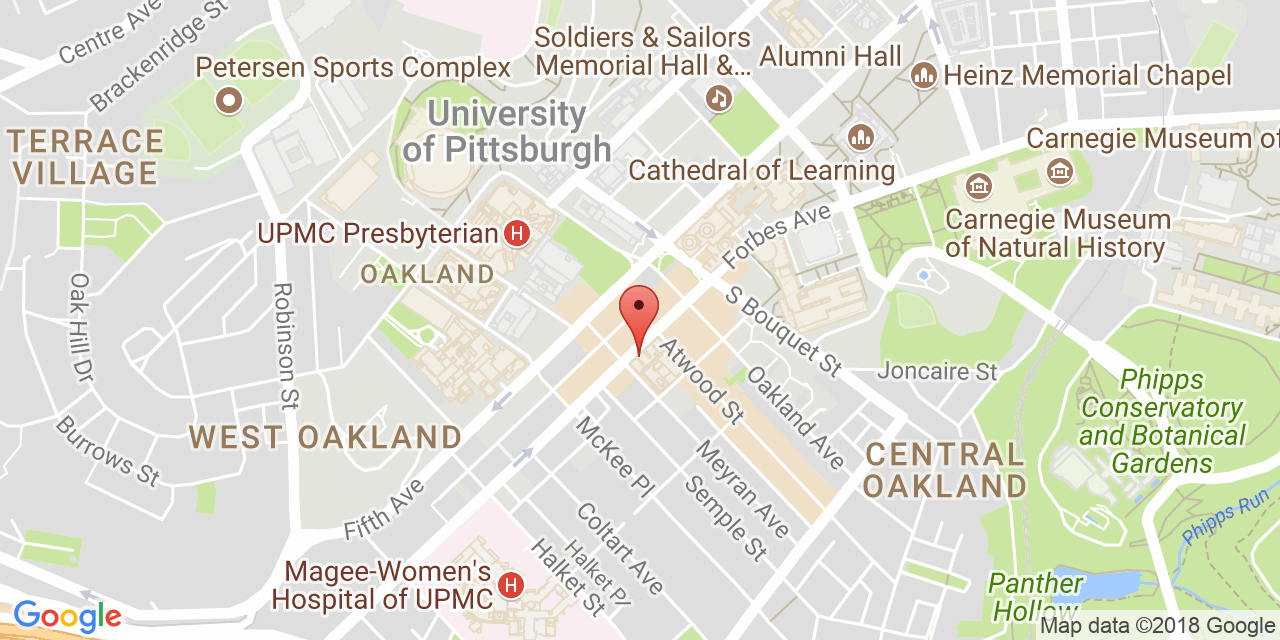 Centre Ave
Brackenridge St
Petersen Sports Complex
Soldiers & Sailors
Memorial Hall &...
Alumni Hall
Heinz Memorial Chapel
University
of Pittsburgh
TERRACE
VILLAGE
Cathedral of Learning
Carnegie Museum of
Carnegie Museum
of Natural History
UPMC Presbyterian
H
OAKLAND
Forbes Ave
S Bouquet St
Oak Hill Dr
Robinson St
Atwood St
Oakland Ave
Joncaire St
Phipps
Conservatory
and Botanical
Gardens
WEST OAKLAND
Burrows St
McKee Pl
Meyran Ave
Semple St
CENTRAL
OAKLAND
Fifth Ave
Coltart Ave
Halket Pl
Halket St
Phipps Run
Magee-Women's
Hospital of UPMC
H
Panther
Hollow
Google
Map data ©2018 Google